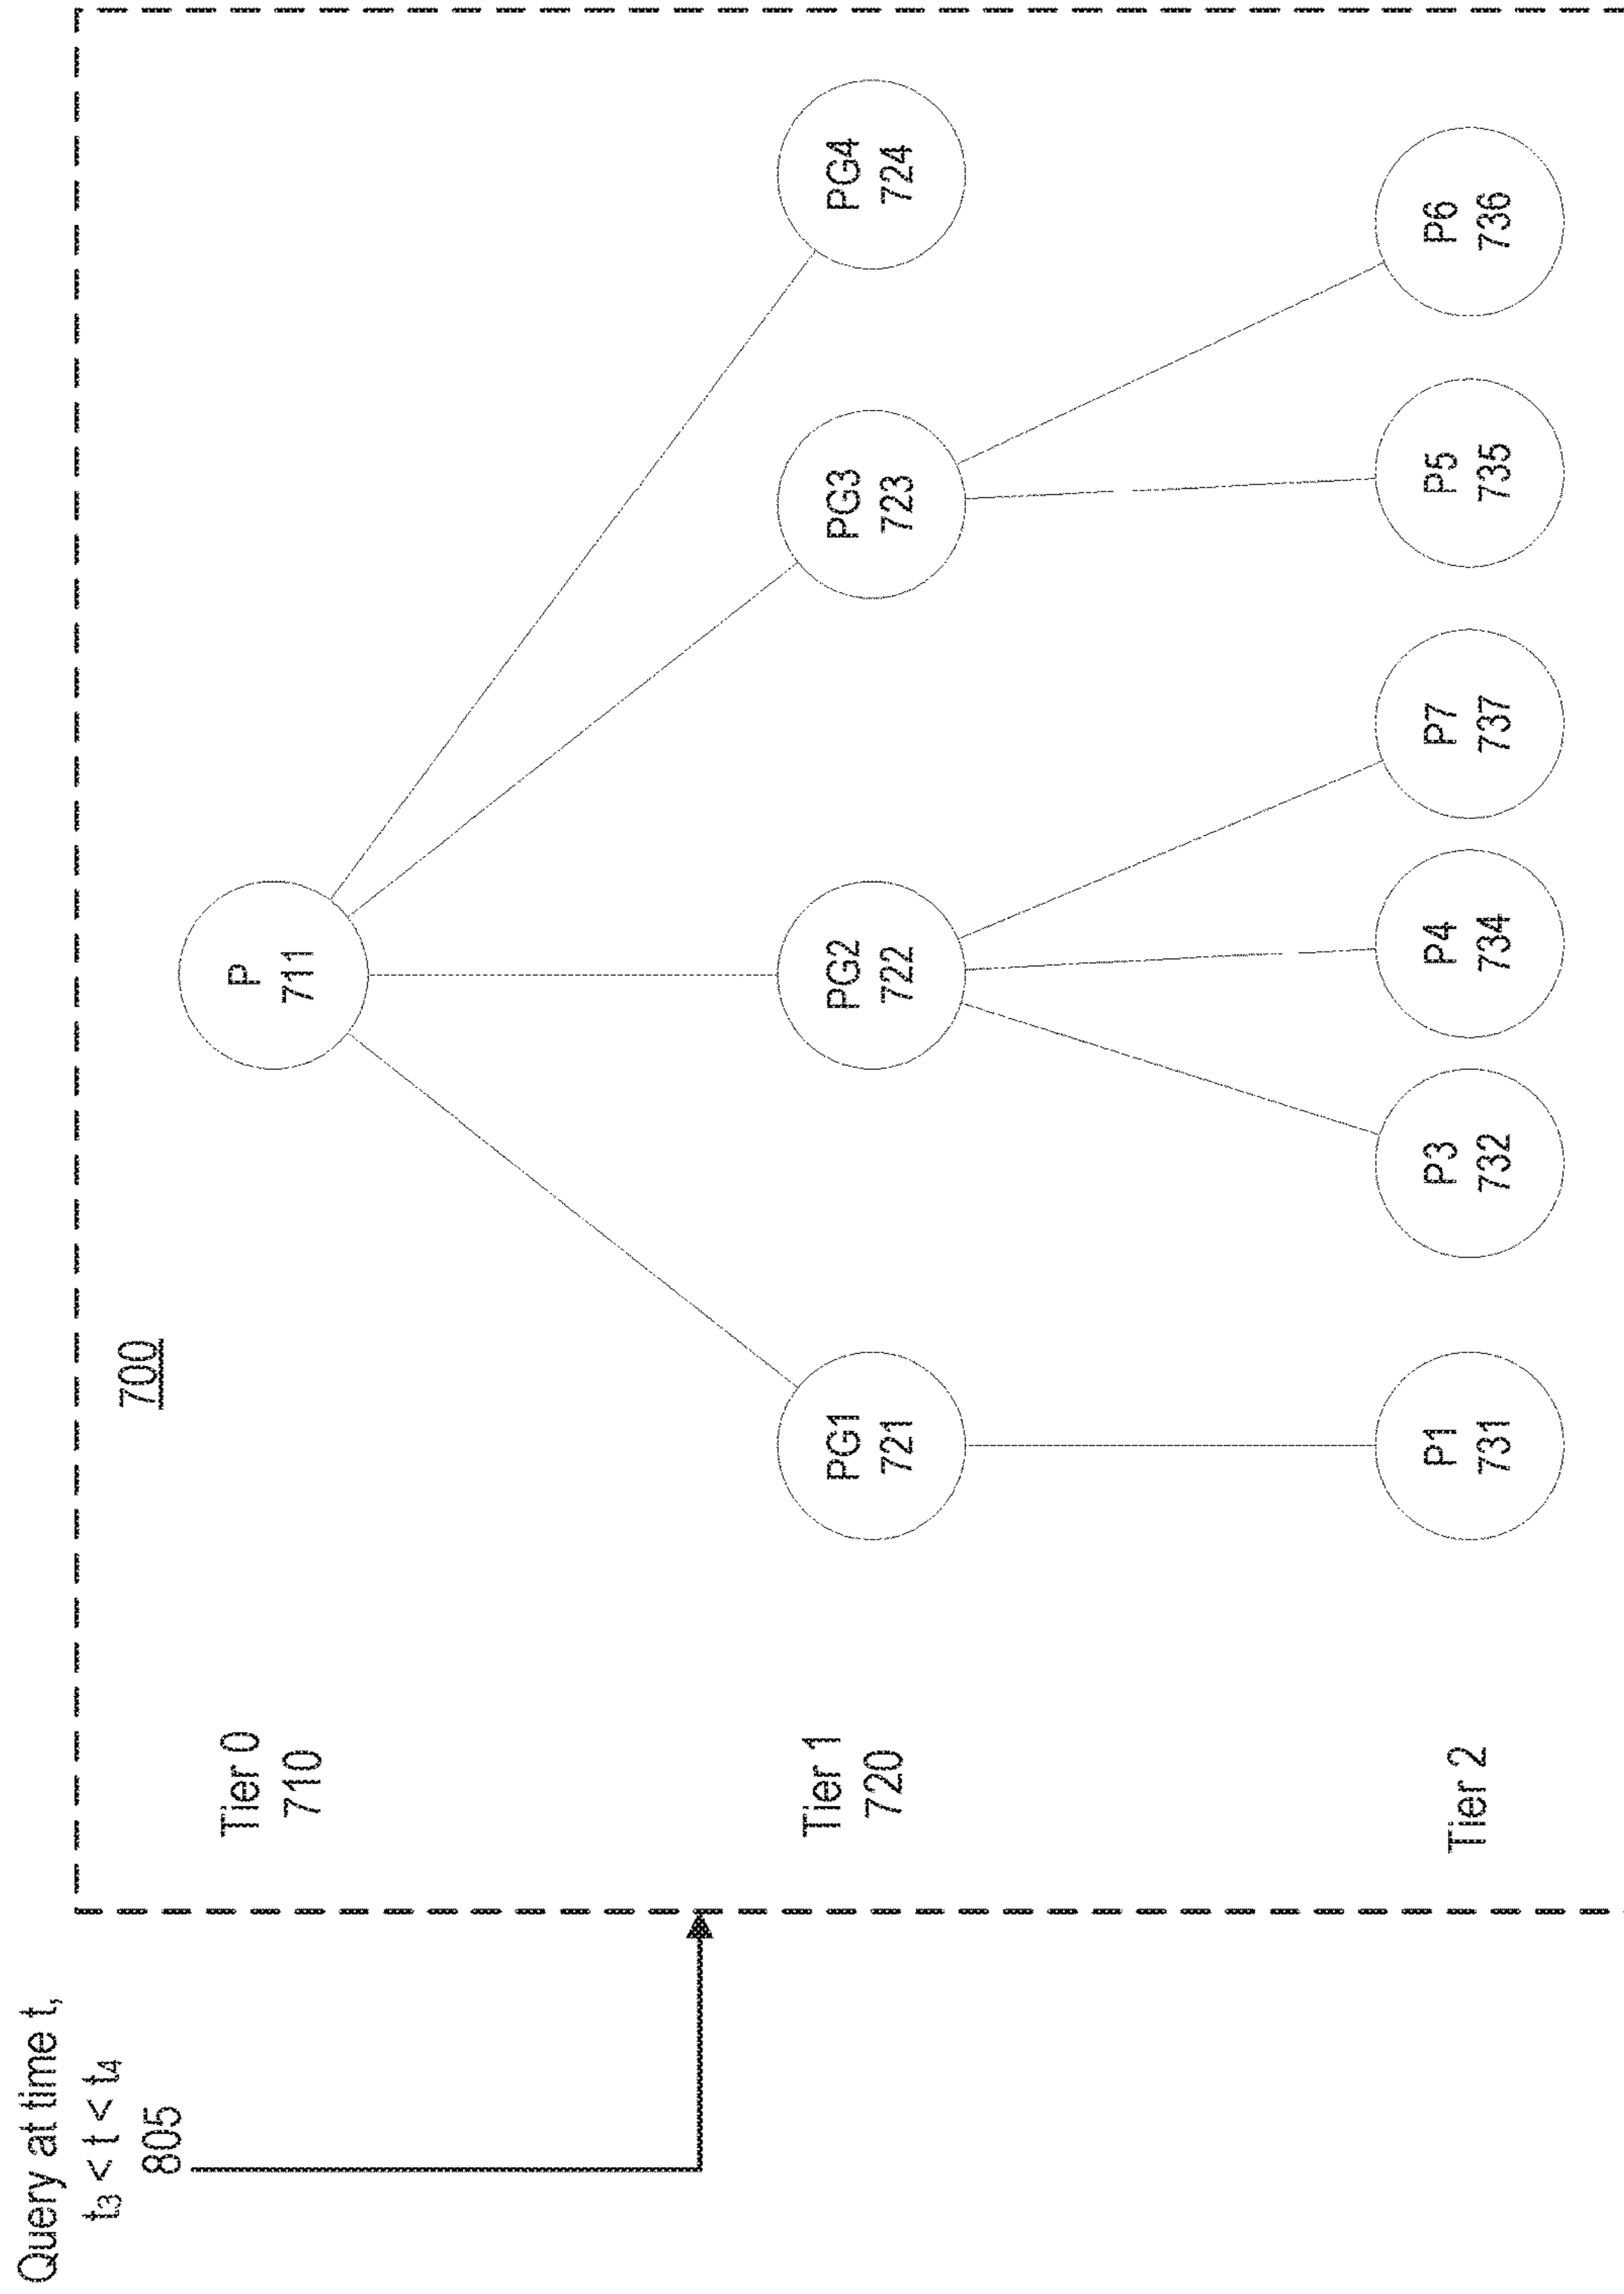 Query at time t,
t3 < t < t4
805
700
Tier 0
710
P
711
Tier 1
720
PG1
721
PG2
722
PG3
723
PG4
724
Tier 2
P1
731
P3
732
P4
734
P7
737
P5
735
P6
736